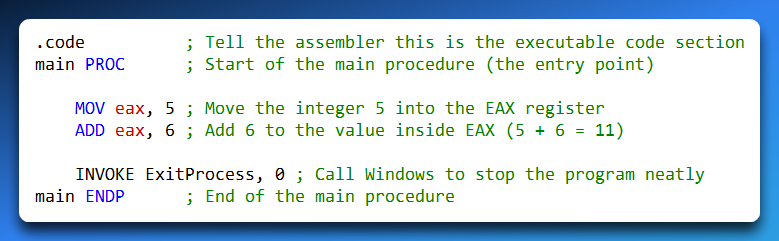 .code          ; Tell the assembler this is the executable code section
main PROC      ; Start of the main procedure (the entry point)
    MOV eax, 5 ; Move the integer 5 into the EAX register
    ADD eax, 6 ; Add 6 to the value inside EAX (5 + 6 = 11)
    INVOKE ExitProcess, 0 ; Call Windows to stop the program neatly
main ENDP      ; End of the main procedure